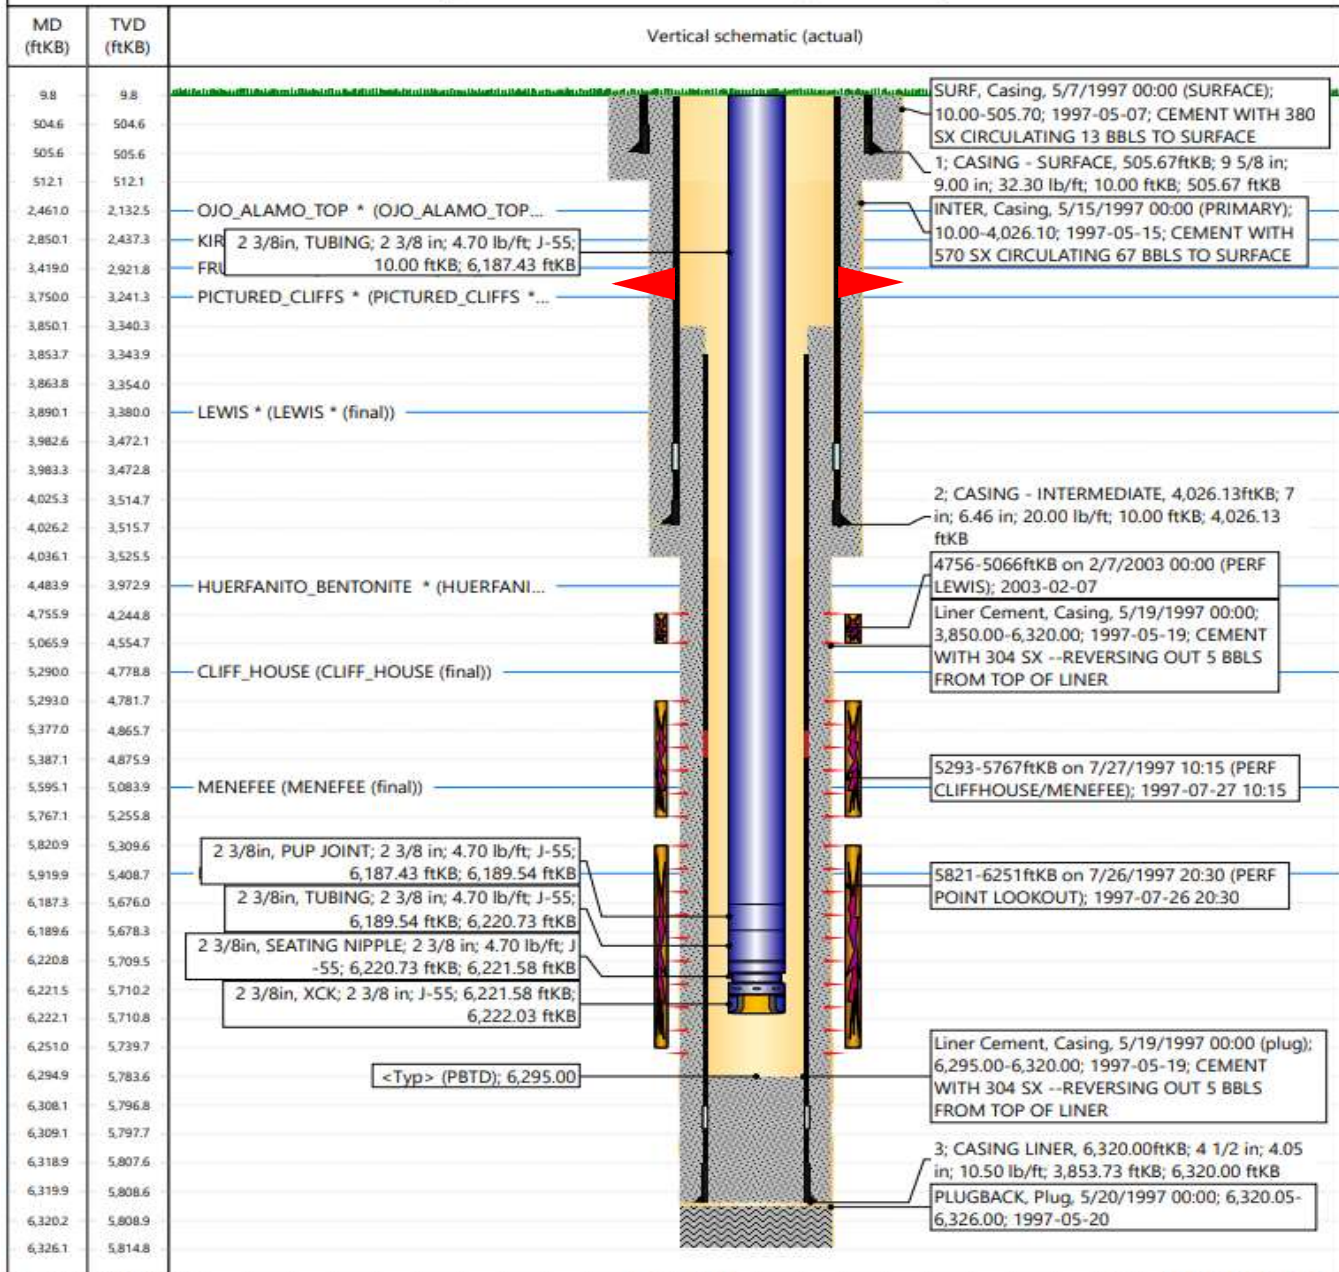 MD
(ftKB)
TVD
(ftKB)
Vertical schematic (actual)
9.8 9.8
504.6 504.6
505.6 505.6
512.1 512.1
2,461.0 2,132.5
2,850.1 2,437.3
3,419.0 2,921.8
3,750.0 3,241.3
3,850.1 3,340.3
3,853.7 3,343.9
3,863.8 3,354.0
3,890.1 3,380.0
3,982.6 3,472.1
3,983.3 3,472.8
4,025.3 3,514.7
4,026.2 3,515.7
4,036.1 3,525.5
4,483.9 3,972.9
4,755.9 4,244.8
5,065.9 4,554.7
5,290.0 4,778.8
5,293.0 4,781.7
5,377.0 4,865.7
5,387.1 4,875.9
5,595.1 5,083.9
5,767.1 5,255.8
5,820.9 5,309.6
5,919.9 5,408.7
6,187.3 5,676.0
6,189.6 5,678.3
6,220.8 5,709.5
6,221.5 5,710.2
6,222.1 5,710.8
6,251.0 5,739.7
6,294.9 5,783.6
6,308.1 5,796.8
6,309.1 5,797.7
6,318.9 5,807.6
6,319.9 5,808.6
6,320.2 5,808.9
6,326.1 5,814.8
OJO_ALAMO_TOP * (OJO_ALAMO_TOP...
KIR
2 3/8in, TUBING; 2 3/8 in; 4.70 lb/ft; J-55;
10.00 ftKB; 6,187.43 ftKB
FRU
PICTURED_CLIFFS * (PICTURED_CLIFFS *...
LEWIS * (LEWIS * (final))
HUERFANITO_BENTONITE * (HUERFANI...
CLIFF_HOUSE (CLIFF_HOUSE (final))
MENEFEE (MENEFEE (final))
2 3/8in, PUP JOINT; 2 3/8 in; 4.70 lb/ft; J-55;
6,187.43 ftKB; 6,189.54 ftKB
2 3/8in, TUBING; 2 3/8 in; 4.70 lb/ft; J-55;
6,189.54 ftKB; 6,220.73 ftKB
2 3/8in, SEATING NIPPLE; 2 3/8 in; 4.70 lb/ft; J
-55; 6,220.73 ftKB; 6,221.58 ftKB
2 3/8in, XCK; 2 3/8 in; J-55; 6,221.58 ftKB;
6,222.03 ftKB
<Typ> (PBTD); 6,295.00
SURF, Casing, 5/7/1997 00:00 (SURFACE);
10.00-505.70; 1997-05-07; CEMENT WITH 380
SX CIRCULATING 13 BBLS TO SURFACE
1; CASING - SURFACE, 505.67ftKB; 9 5/8 in;
9.00 in; 32.30 lb/ft; 10.00 ftKB; 505.67 ftKB
INTER, Casing, 5/15/1997 00:00 (PRIMARY);
10.00-4,026.10; 1997-05-15; CEMENT WITH
570 SX CIRCULATING 67 BBLS TO SURFACE
2; CASING - INTERMEDIATE, 4,026.13ftKB; 7
in; 6.46 in; 20.00 lb/ft; 10.00 ftKB; 4,026.13
ftKB
4756-5066ftKB on 2/7/2003 00:00 (PERF
LEWIS); 2003-02-07
Liner Cement, Casing, 5/19/1997 00:00;
3,850.00-6,320.00; 1997-05-19; CEMENT
WITH 304 SX --REVERSING OUT 5 BBLS
FROM TOP OF LINER
5293-5767ftKB on 7/27/1997 10:15 (PERF
CLIFFHOUSE/MENEFEE); 1997-07-27 10:15
5821-6251ftKB on 7/26/1997 20:30 (PERF
POINT LOOKOUT); 1997-07-26 20:30
Liner Cement, Casing, 5/19/1997 00:00 (plug);
6,295.00-6,320.00; 1997-05-19; CEMENT
WITH 304 SX --REVERSING OUT 5 BBLS
FROM TOP OF LINER
3; CASING LINER, 6,320.00ftKB; 4 1/2 in; 4.05
in; 10.50 lb/ft; 3,853.73 ftKB; 6,320.00 ftKB
PLUGBACK, Plug, 5/20/1997 00:00; 6,320.05-
6,326.00; 1997-05-20